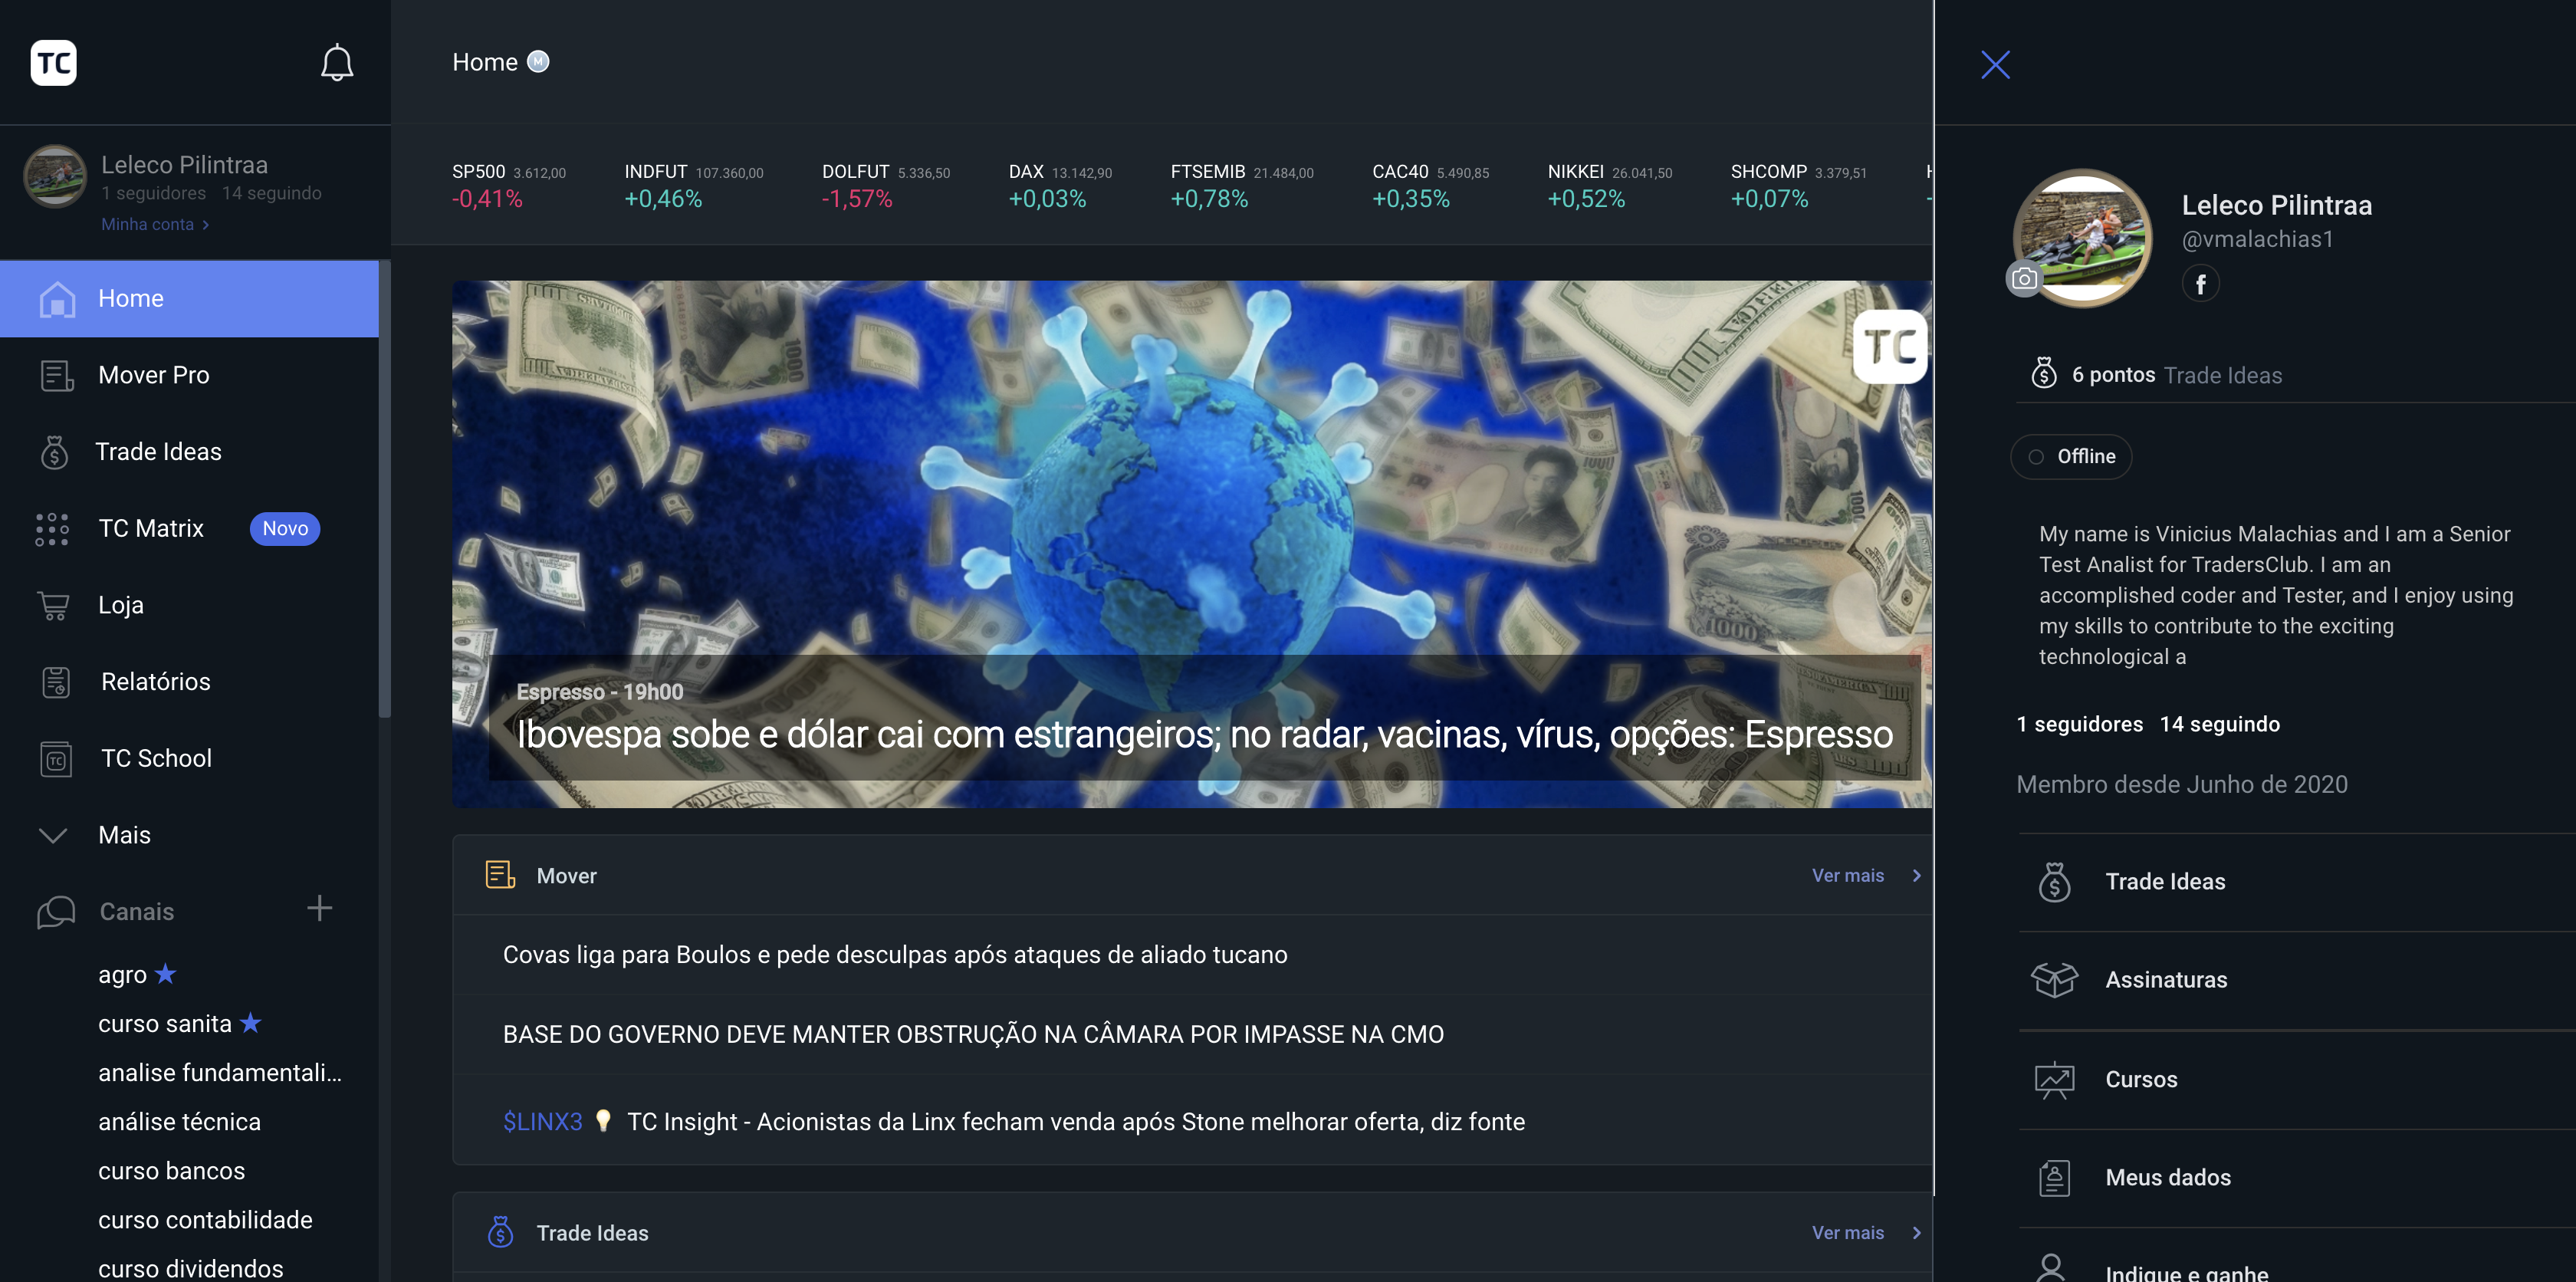 TC
Leleco Pilintraa
1 seguidores 14 seguindo
Minha conta
Home
Mover Pro
Trade Ideas
TC Matrix Novo
Loja
Relatórios
TC School
Mais
Canais
agro
curso sanita
analise fundamentali...
análise técnica
curso bancos
curso contabilidade
curso dividendos
Home M
SP500 3.612,00
-0,41%
INDFUT 107.360,00
+0,46%
DOLFUT 5.336,50
-1,57%
DAX 13.142,90
+0,03%
FTSEMIB 21.484,00
+0,78%
CAC40 5.490,85
+0,35%
NIKKEI 26.041,50
+0,52%
SHCOMP 3.379,51
+0,07%
TC
Espresso - 19h00
Ibovespa sobe e dólar cai com estrangeiros; no radar, vacinas, vírus, opções: Espresso
Mover
Ver mais
Covas liga para Boulos e pede desculpas após ataques de aliado tucano
BASE DO GOVERNO DEVE MANTER OBSTRUÇÃO NA CÂMARA POR IMPASSE NA CMO
$LINX3 TC Insight - Acionistas da Linx fecham venda após Stone melhorar oferta, diz fonte
Trade Ideas
Ver mais
Leleco Pilintraa
@vmalachias1
6 pontos Trade Ideas
Offline
My name is Vinicius Malachias and I am a Senior
Test Analist for TradersClub. I am an
accomplished coder and Tester, and I enjoy using
my skills to contribute to the exciting
technological a
1 seguidores 14 seguindo
Membro desde Junho de 2020
Trade Ideas
Assinaturas
Cursos
Meus dados
Indique e ganhe